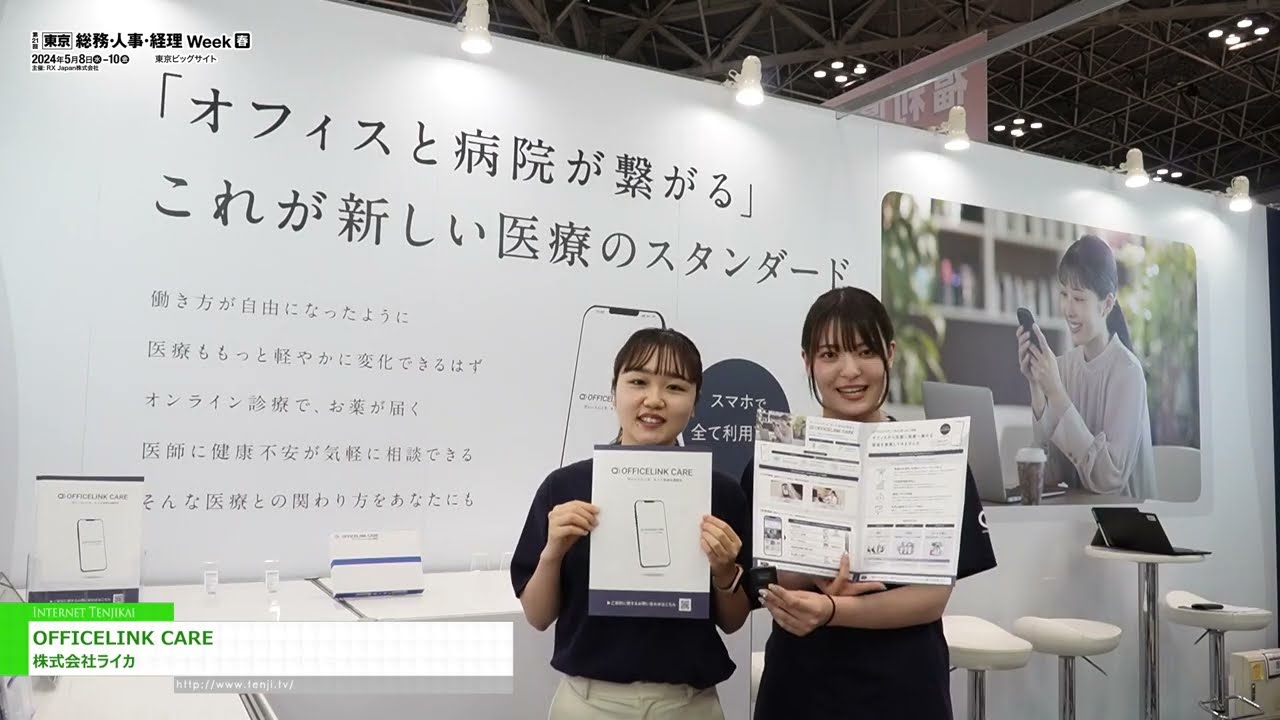 第21回 東京 総務・人事・経理 Week 春
2024年5月8日水-10日金 東京ビッグサイト
主催: RX Japan株式会社
福利
「オフィスと病院が繋がる」
これが新しい医療のスタンダード
働き方が自由になったように
医療ももっと軽やかに変化できるはず
オンライン診療で、お薬が届く
医師に健康不安が気軽に相談できる
そんな医療との関わり方をあなたにも
スマホで
全て利用
OFFICELINK CARE
OFFICELINK CARE
OFFICELINK CARE
INTERNET TENJIKAI
OFFICELINK CARE
株式会社ライカ
http://www.tenji.tv/